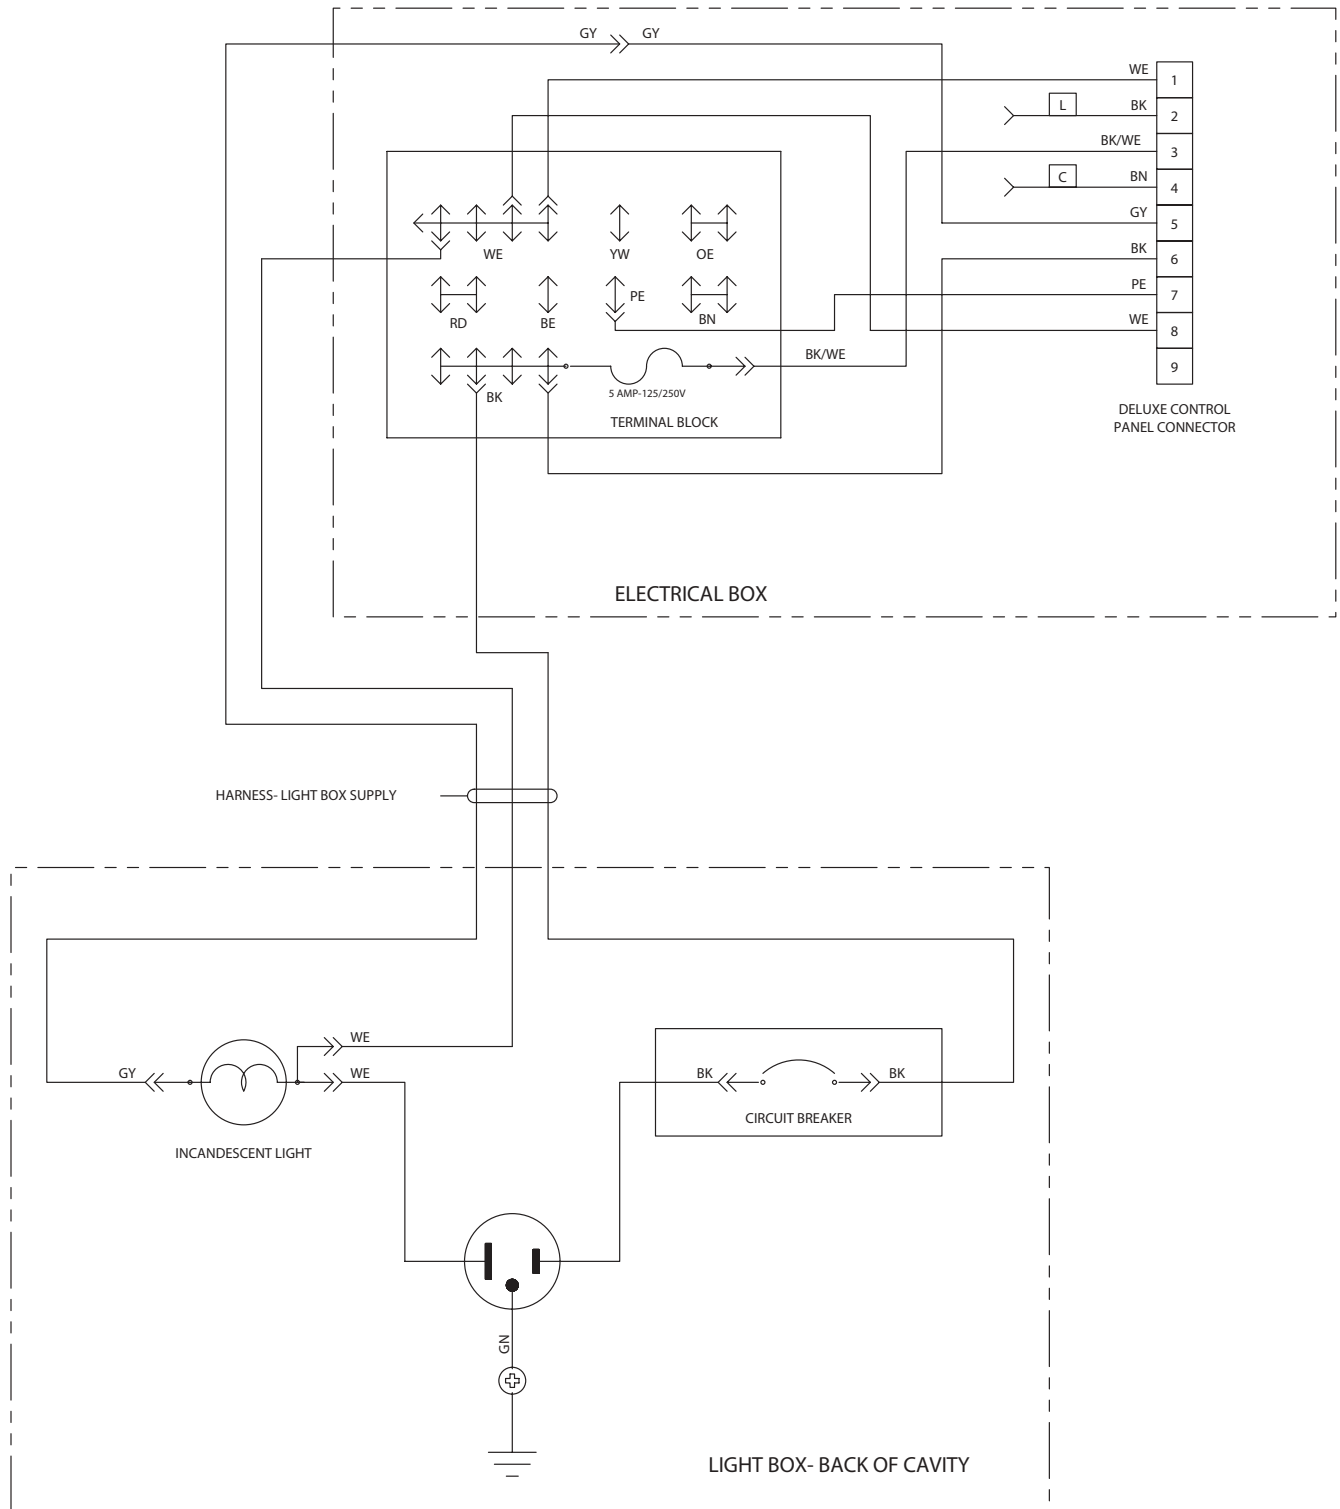 GY GY
WE 1
L BK 2
BK/WE 3
C BN 4
GY 5
BK 6
PE 7
WE 8
9
WE YW OE
PE
RD BE BN
BK/WE
BK
5 AMP-125/250V
TERMINAL BLOCK
DELUXE CONTROL
PANEL CONNECTOR
ELECTRICAL BOX
HARNESS- LIGHT BOX SUPPLY
WE
GY WE
BK BK
CIRCUIT BREAKER
INCANDESCENT LIGHT
GN
LIGHT BOX- BACK OF CAVITY